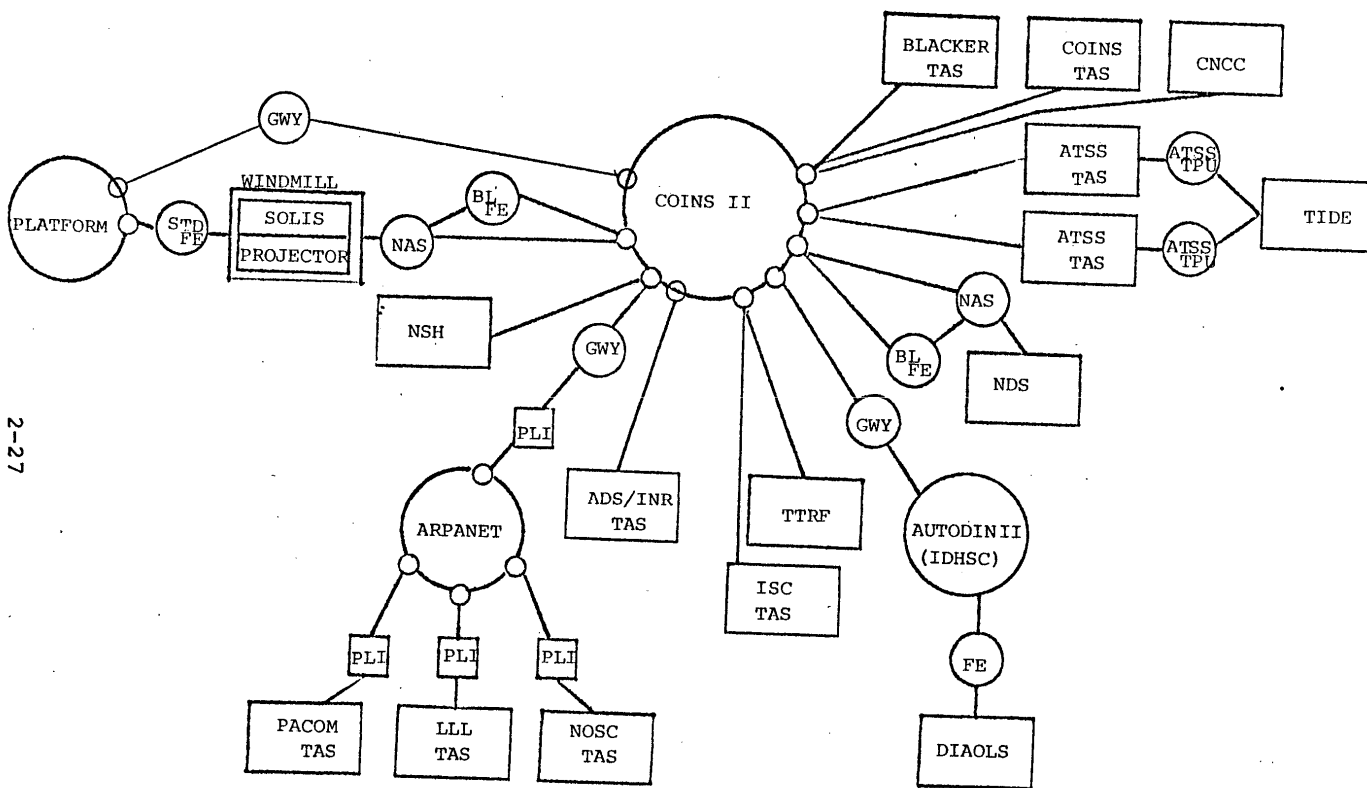 BLACKER
TAS
COINS
TAS
CNCC
GWY
ATSS
TAS
ATSS
TPU
WINDMILL
COINS II
BL
FE
TIDE
PLATFORM
STD
FE
SOLIS
PROJECTOR
NAS
ATSS
TAS
ATSS
TPU
NSH
GWY
NAS
BL
FE
NDS
PLI
GWY
2-27
ARPANET
ADS/INR
TAS
TTRF
AUTODIN II
(IDHSC)
ISC
TAS
PLI
PLI
PLI
FE
PACOM
TAS
LLL
TAS
NOSC
TAS
DIAOLS